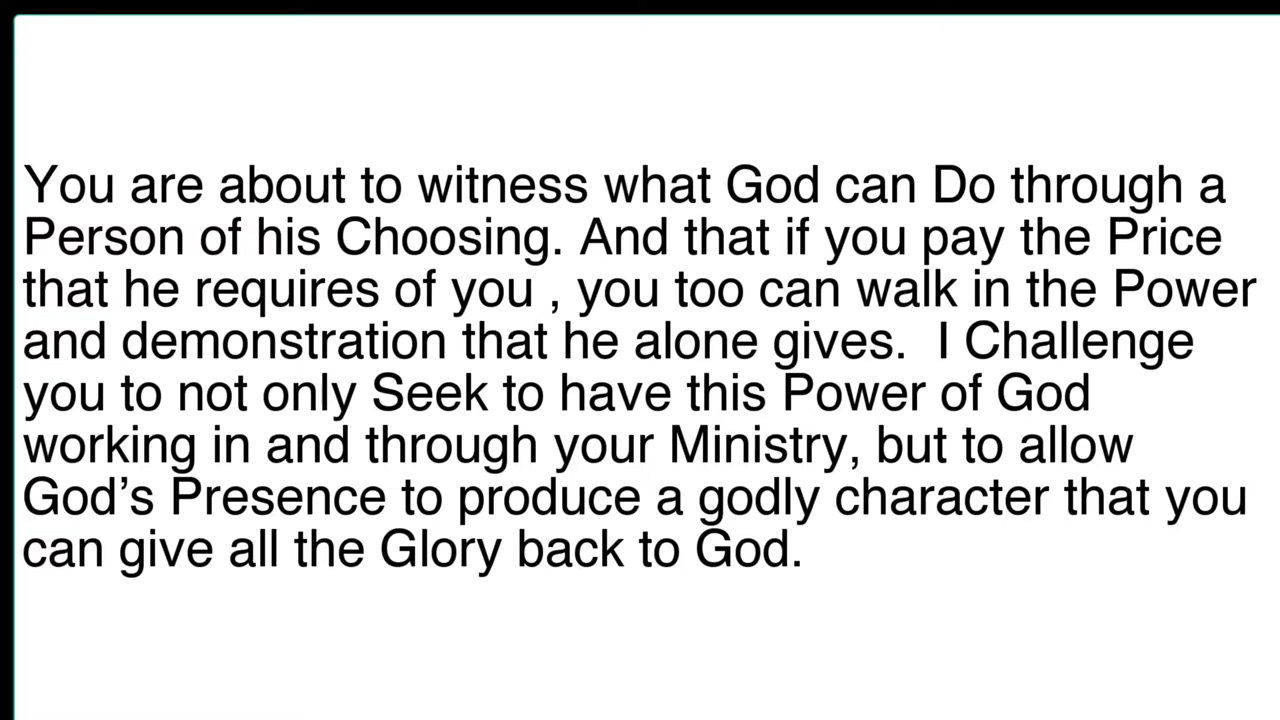 You are about to witness what God can Do through a
Person of his Choosing. And that if you pay the Price
that he requires of you , you too can walk in the Power
and demonstration that he alone gives.  I Challenge
you to not only Seek to have this Power of God
working in and through your Ministry, but to allow
God’s Presence to produce a godly character that you
can give all the Glory back to God.